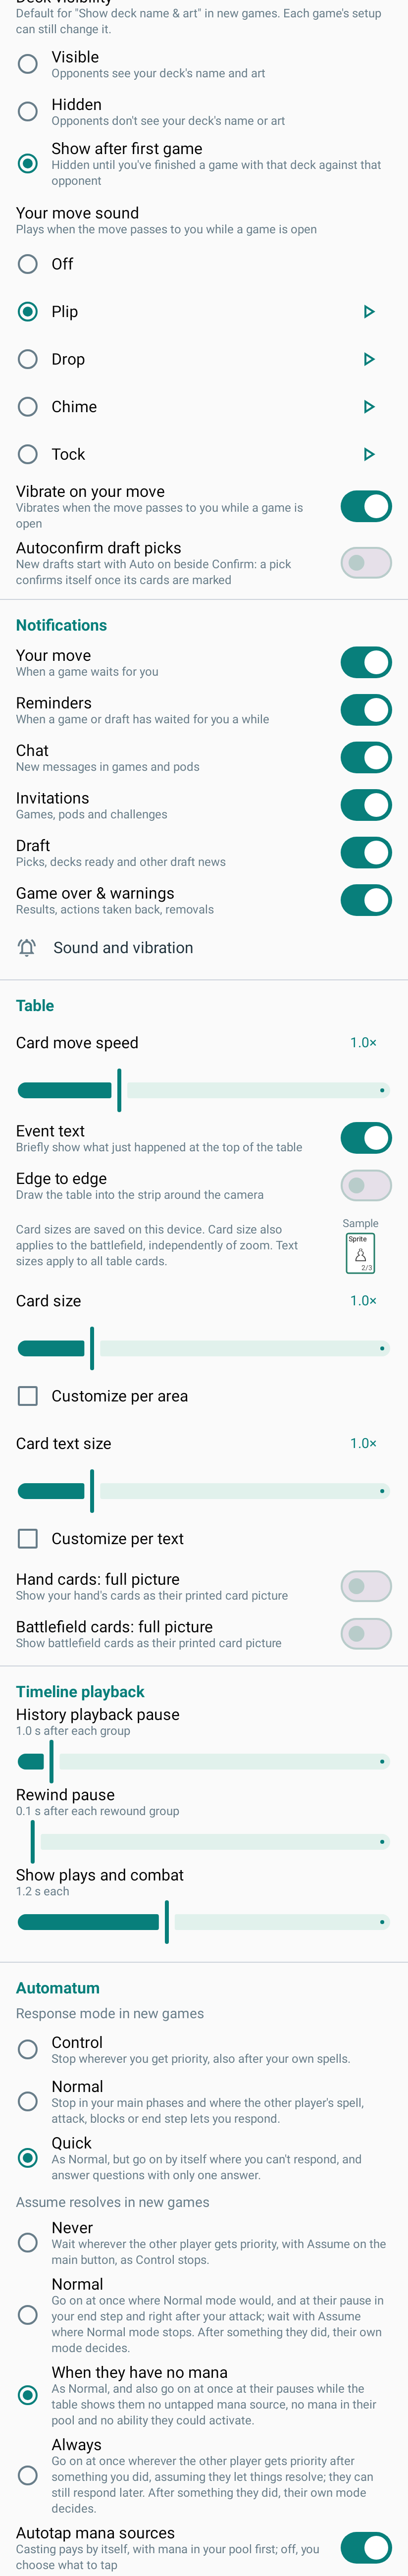 Deck visibility
Default for "Show deck name & art" in new games. Each game's setup
can still change it.
Visible
Opponents see your deck's name and art
Hidden
Opponents don't see your deck's name or art
Show after first game
Hidden until you've finished a game with that deck against that
opponent
Your move sound
Plays when the move passes to you while a game is open
Off
Plip
Drop
Chime
Tock
Vibrate on your move
Vibrates when the move passes to you while a game is
open
Autoconfirm draft picks
New drafts start with Auto on beside Confirm: a pick
confirms itself once its cards are marked
Notifications
Your move
When a game waits for you
Reminders
When a game or draft has waited for you a while
Chat
New messages in games and pods
Invitations
Games, pods and challenges
Draft
Picks, decks ready and other draft news
Game over & warnings
Results, actions taken back, removals
Sound and vibration
Table
Card move speed
1.0×
Event text
Briefly show what just happened at the top of the table
Edge to edge
Draw the table into the strip around the camera
Card sizes are saved on this device. Card size also
applies to the battlefield, independently of zoom. Text
sizes apply to all table cards.
Sample
Sprite
2/3
Card size
1.0×
Customize per area
Card text size
1.0×
Customize per text
Hand cards: full picture
Show your hand's cards as their printed card picture
Battlefield cards: full picture
Show battlefield cards as their printed card picture
Timeline playback
History playback pause
1.0 s after each group
Rewind pause
0.1 s after each rewound group
Show plays and combat
1.2 s each
Automatum
Response mode in new games
Control
Stop wherever you get priority, also after your own spells.
Normal
Stop in your main phases and where the other player's spell,
attack, blocks or end step lets you respond.
Quick
As Normal, but go on by itself where you can't respond, and
answer questions with only one answer.
Assume resolves in new games
Never
Wait wherever the other player gets priority, with Assume on the
main button, as Control stops.
Normal
Go on at once where Normal mode would, and at their pause in
your end step and right after your attack; wait with Assume
where Normal mode stops. After something they did, their own
mode decides.
When they have no mana
As Normal, and also go on at once at their pauses while the
table shows them no untapped mana source, no mana in their
pool and no ability they could activate.
Always
Go on at once wherever the other player gets priority after
something you did, assuming they let things resolve; they can
still respond later. After something they did, their own mode
decides.
Autotap mana sources
Casting pays by itself, with mana in your pool first; off, you
choose what to tap